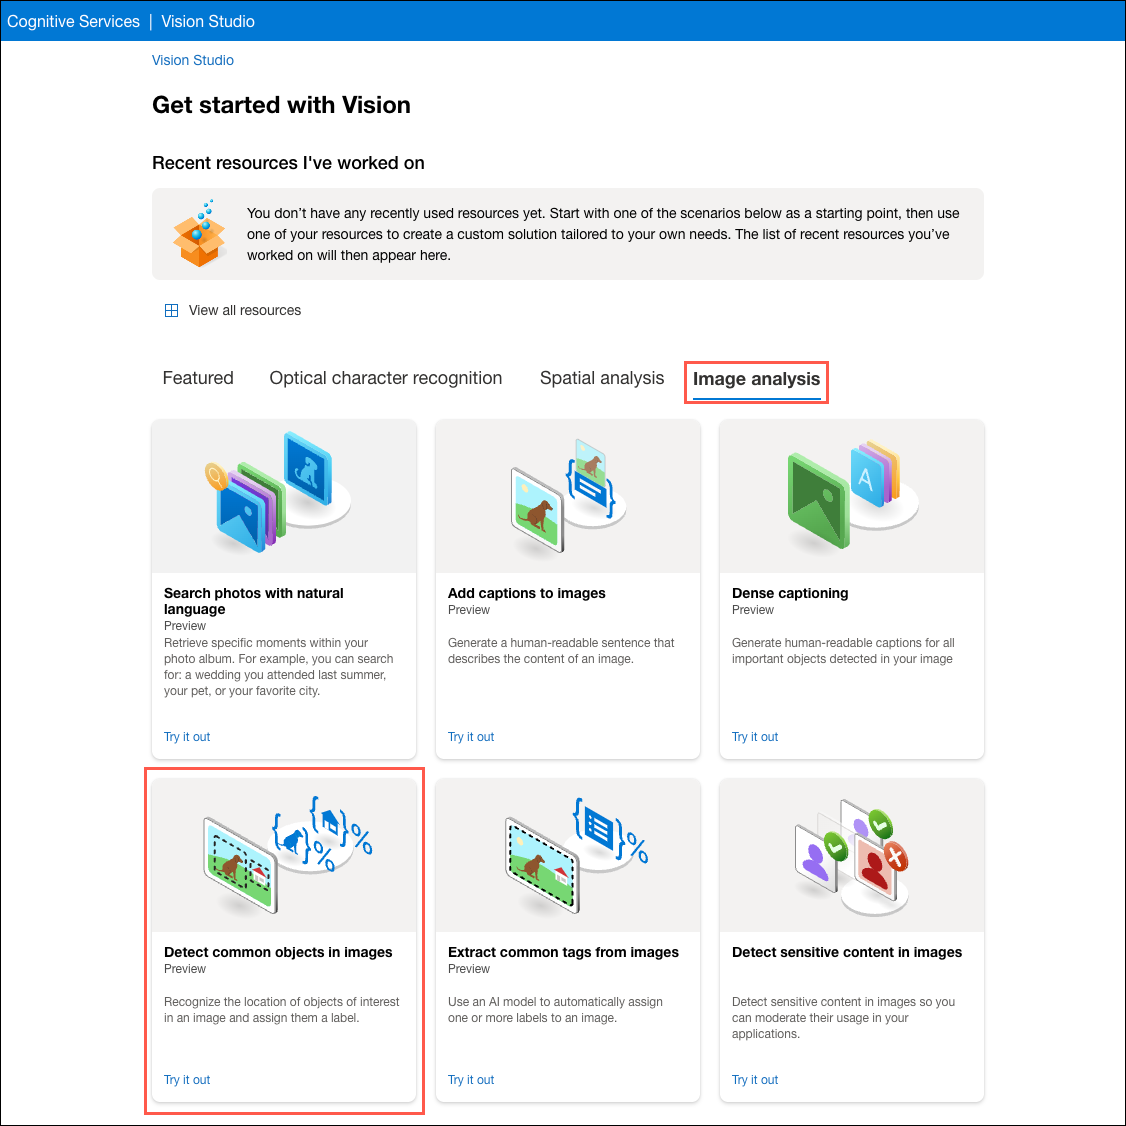 Cognitive Services | Vision Studio
Vision Studio
Get started with Vision
Recent resources I've worked on
You don’t have any recently used resources yet. Start with one of the scenarios below as a starting point, then use
one of your resources to create a custom solution tailored to your own needs. The list of recent resources you’ve
worked on will then appear here.
View all resources
Featured
Optical character recognition
Spatial analysis
Image analysis
A
Search photos with natural
language
Preview
Retrieve specific moments within your
photo album. For example, you can search
for: a wedding you attended last summer,
your pet, or your favorite city.
Try it out
Add captions to images
Preview
Generate a human-readable sentence that
describes the content of an image.
Try it out
Dense captioning
Preview
Generate human-readable captions for all
important objects detected in your image
Try it out
{ } % { } %
Detect common objects in images
Preview
Recognize the location of objects of interest
in an image and assign them a label.
Try it out
{ } % %
Extract common tags from images
Preview
Use an AI model to automatically assign
one or more labels to an image.
Try it out
Detect sensitive content in images
Detect sensitive content in images so you
can moderate their usage in your
applications.
Try it out